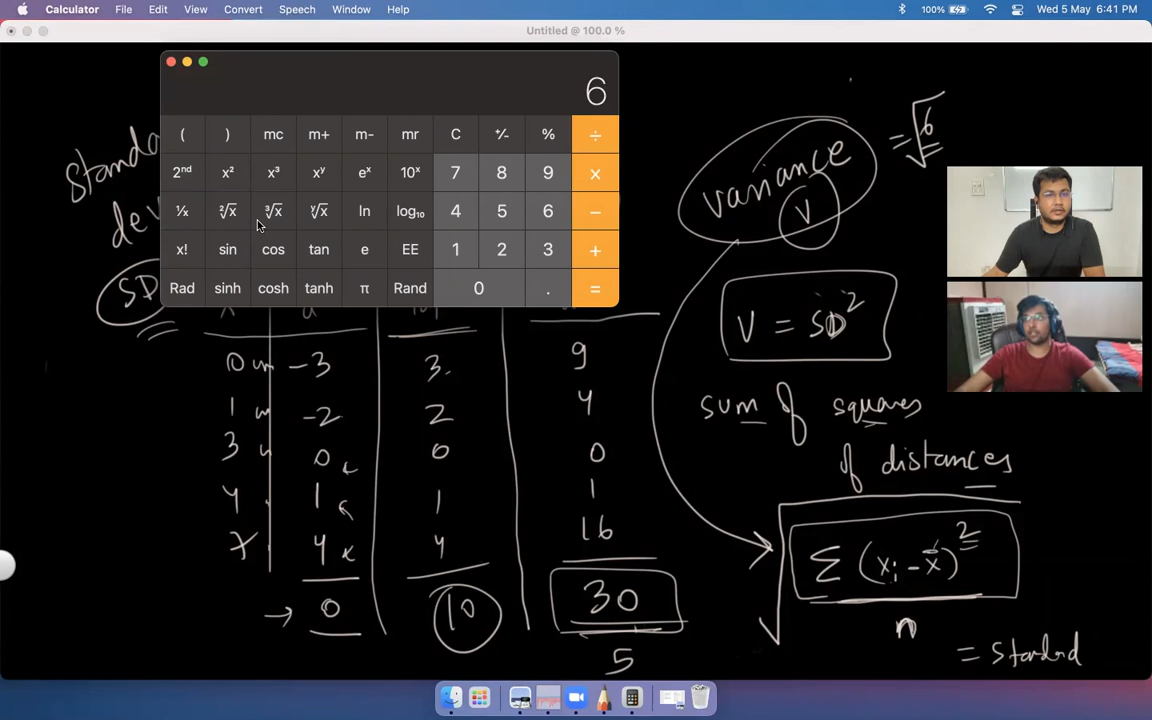 Calculator File Edit View Convert Speech Window Help 100% Wed 5 May 6:41 PM
Untitled @ 100.0 %
6
( ) mc m+ m- mr C +/- % ÷
2nd x² x³ xʸ eˣ 10ˣ 7 8 9 ×
1/x ²√x ³√x ʸ√x ln log₁₀ 4 5 6 −
x! sin cos tan e EE 1 2 3 +
Rad sinh cosh tanh π Rand 0 . =
Standa
dev
SD
0 -3 3 9
1 -2 2 4
3 0 0 0
4 1 1 1
7 4 4 16
→ 0 10 30
5
variance = √6
V
V = SD²
sum of squares
of distances
√ Σ (xi - x̄)²
n
= Standard